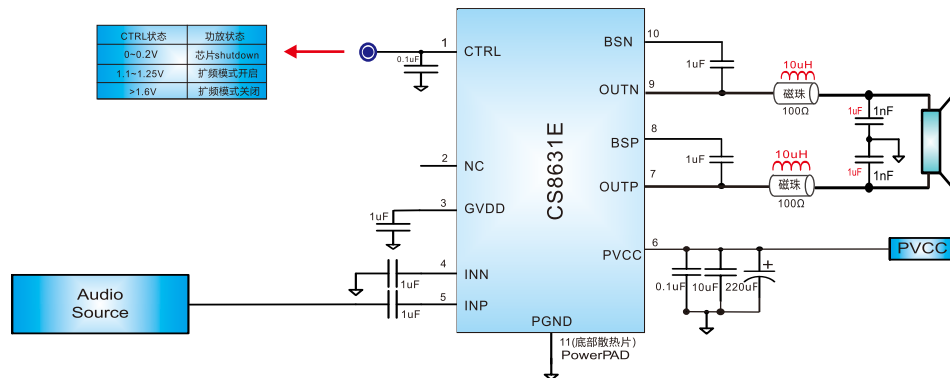 CTRL状态 功放状态
0~0.2V 芯片shutdown
1.1~1.25V 扩频模式开启
>1.6V 扩频模式关闭
1
0.1uF
CTRL
2
NC
3
GVDD
1uF
4
INN
1uF
5
INP
1uF
Audio
Source
CS8631E
BSN
10
1uF
OUTN
9
10uH
磁珠
100Ω
1uF
1nF
BSP
8
1uF
OUTP
7
10uH
磁珠
100Ω
1uF
1nF
PVCC
6
0.1uF
10uF
220uF
+
PVCC
PGND
11(底部散热片)
PowerPAD